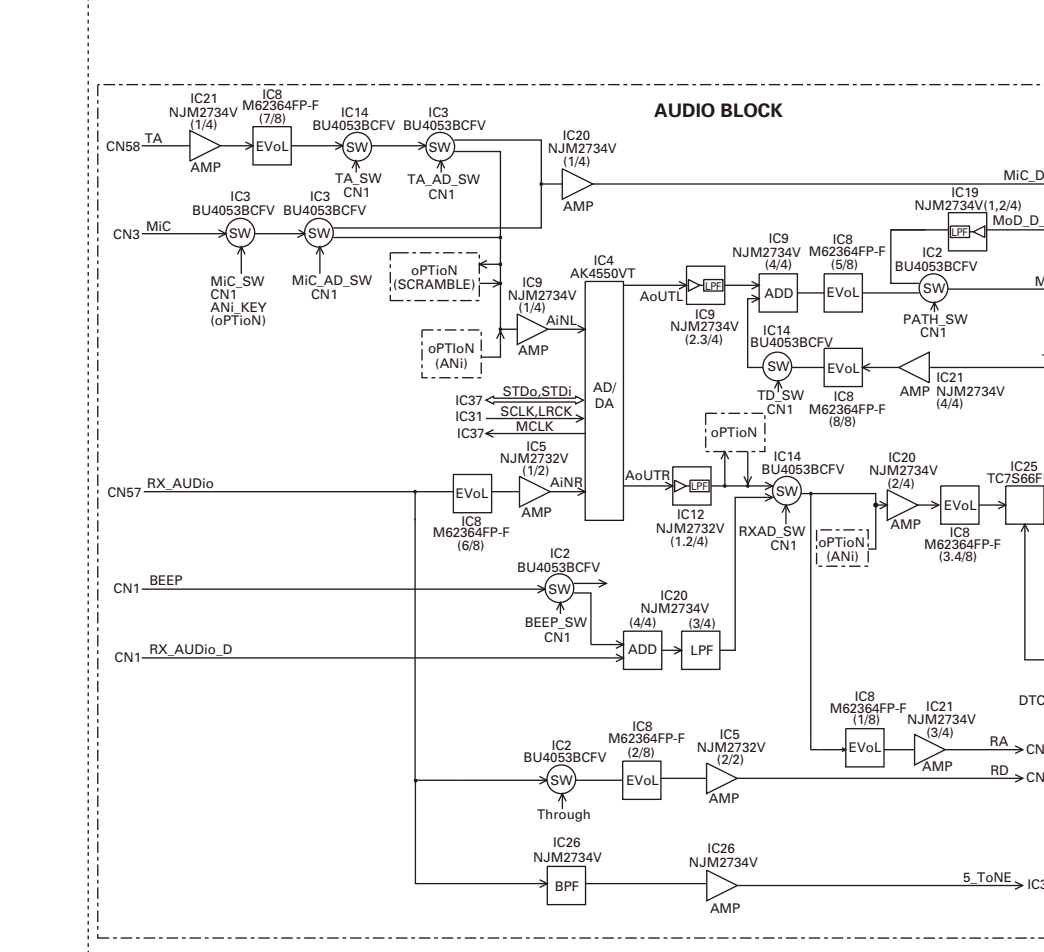 AUDIO BLOCK
IC21
NJM2734V
(1/4)
AMP
CN58
TA
IC8
M62364FP-F
(7/8)
EVoL
IC14
BU4053BCFV
SW
TA_SW
CN1
IC3
BU4053BCFV
SW
TA_AD_SW
CN1
IC20
NJM2734V
(1/4)
AMP
MiC_D
CN3
MiC
IC3
BU4053BCFV
SW
MiC_SW
CN1
ANi_KEY
(oPTioN)
IC3
BU4053BCFV
SW
MiC_AD_SW
CN1
oPTioN
(SCRAMBLE)
oPTIoN
(ANi)
IC9
NJM2734V
(1/4)
AMP
AiNL
IC4
AK4550VT
AD/
DA
AoUTL
LPF
IC9
NJM2734V
(2.3/4)
IC9
NJM2734V
(4/4)
ADD
IC8
M62364FP-F
(5/8)
EVoL
IC19
NJM2734V(1,2/4)
LPF
MoD_D_
IC2
BU4053BCFV
SW
PATH_SW
CN1
IC14
BU4053BCFV
SW
TD_SW
CN1
EVoL
IC8
M62364FP-F
(8/8)
AMP
IC21
NJM2734V
(4/4)
IC37
STDo,STDi
IC31
SCLK,LRCK
IC37
MCLK
oPTioN
CN57
RX_AUDio
EVoL
IC8
M62364FP-F
(6/8)
IC5
NJM2732V
(1/2)
AMP
AiNR
AoUTR
LPF
IC12
NJM2732V
(1.2/4)
IC14
BU4053BCFV
SW
RXAD_SW
CN1
oPTioN
(ANi)
IC20
NJM2734V
(2/4)
AMP
EVoL
IC8
M62364FP-F
(3.4/8)
IC25
TC7S66F
CN1
BEEP
IC2
BU4053BCFV
SW
BEEP_SW
CN1
CN1
RX_AUDio_D
IC20
NJM2734V
(4/4)
(3/4)
ADD
LPF
DTC
IC8
M62364FP-F
(1/8)
EVoL
IC21
NJM2734V
(3/4)
AMP
RA
CN
IC2
BU4053BCFV
SW
Through
IC8
M62364FP-F
(2/8)
EVoL
IC5
NJM2732V
(2/2)
AMP
RD
CN
IC26
NJM2734V
BPF
IC26
NJM2734V
AMP
5_ToNE
IC3